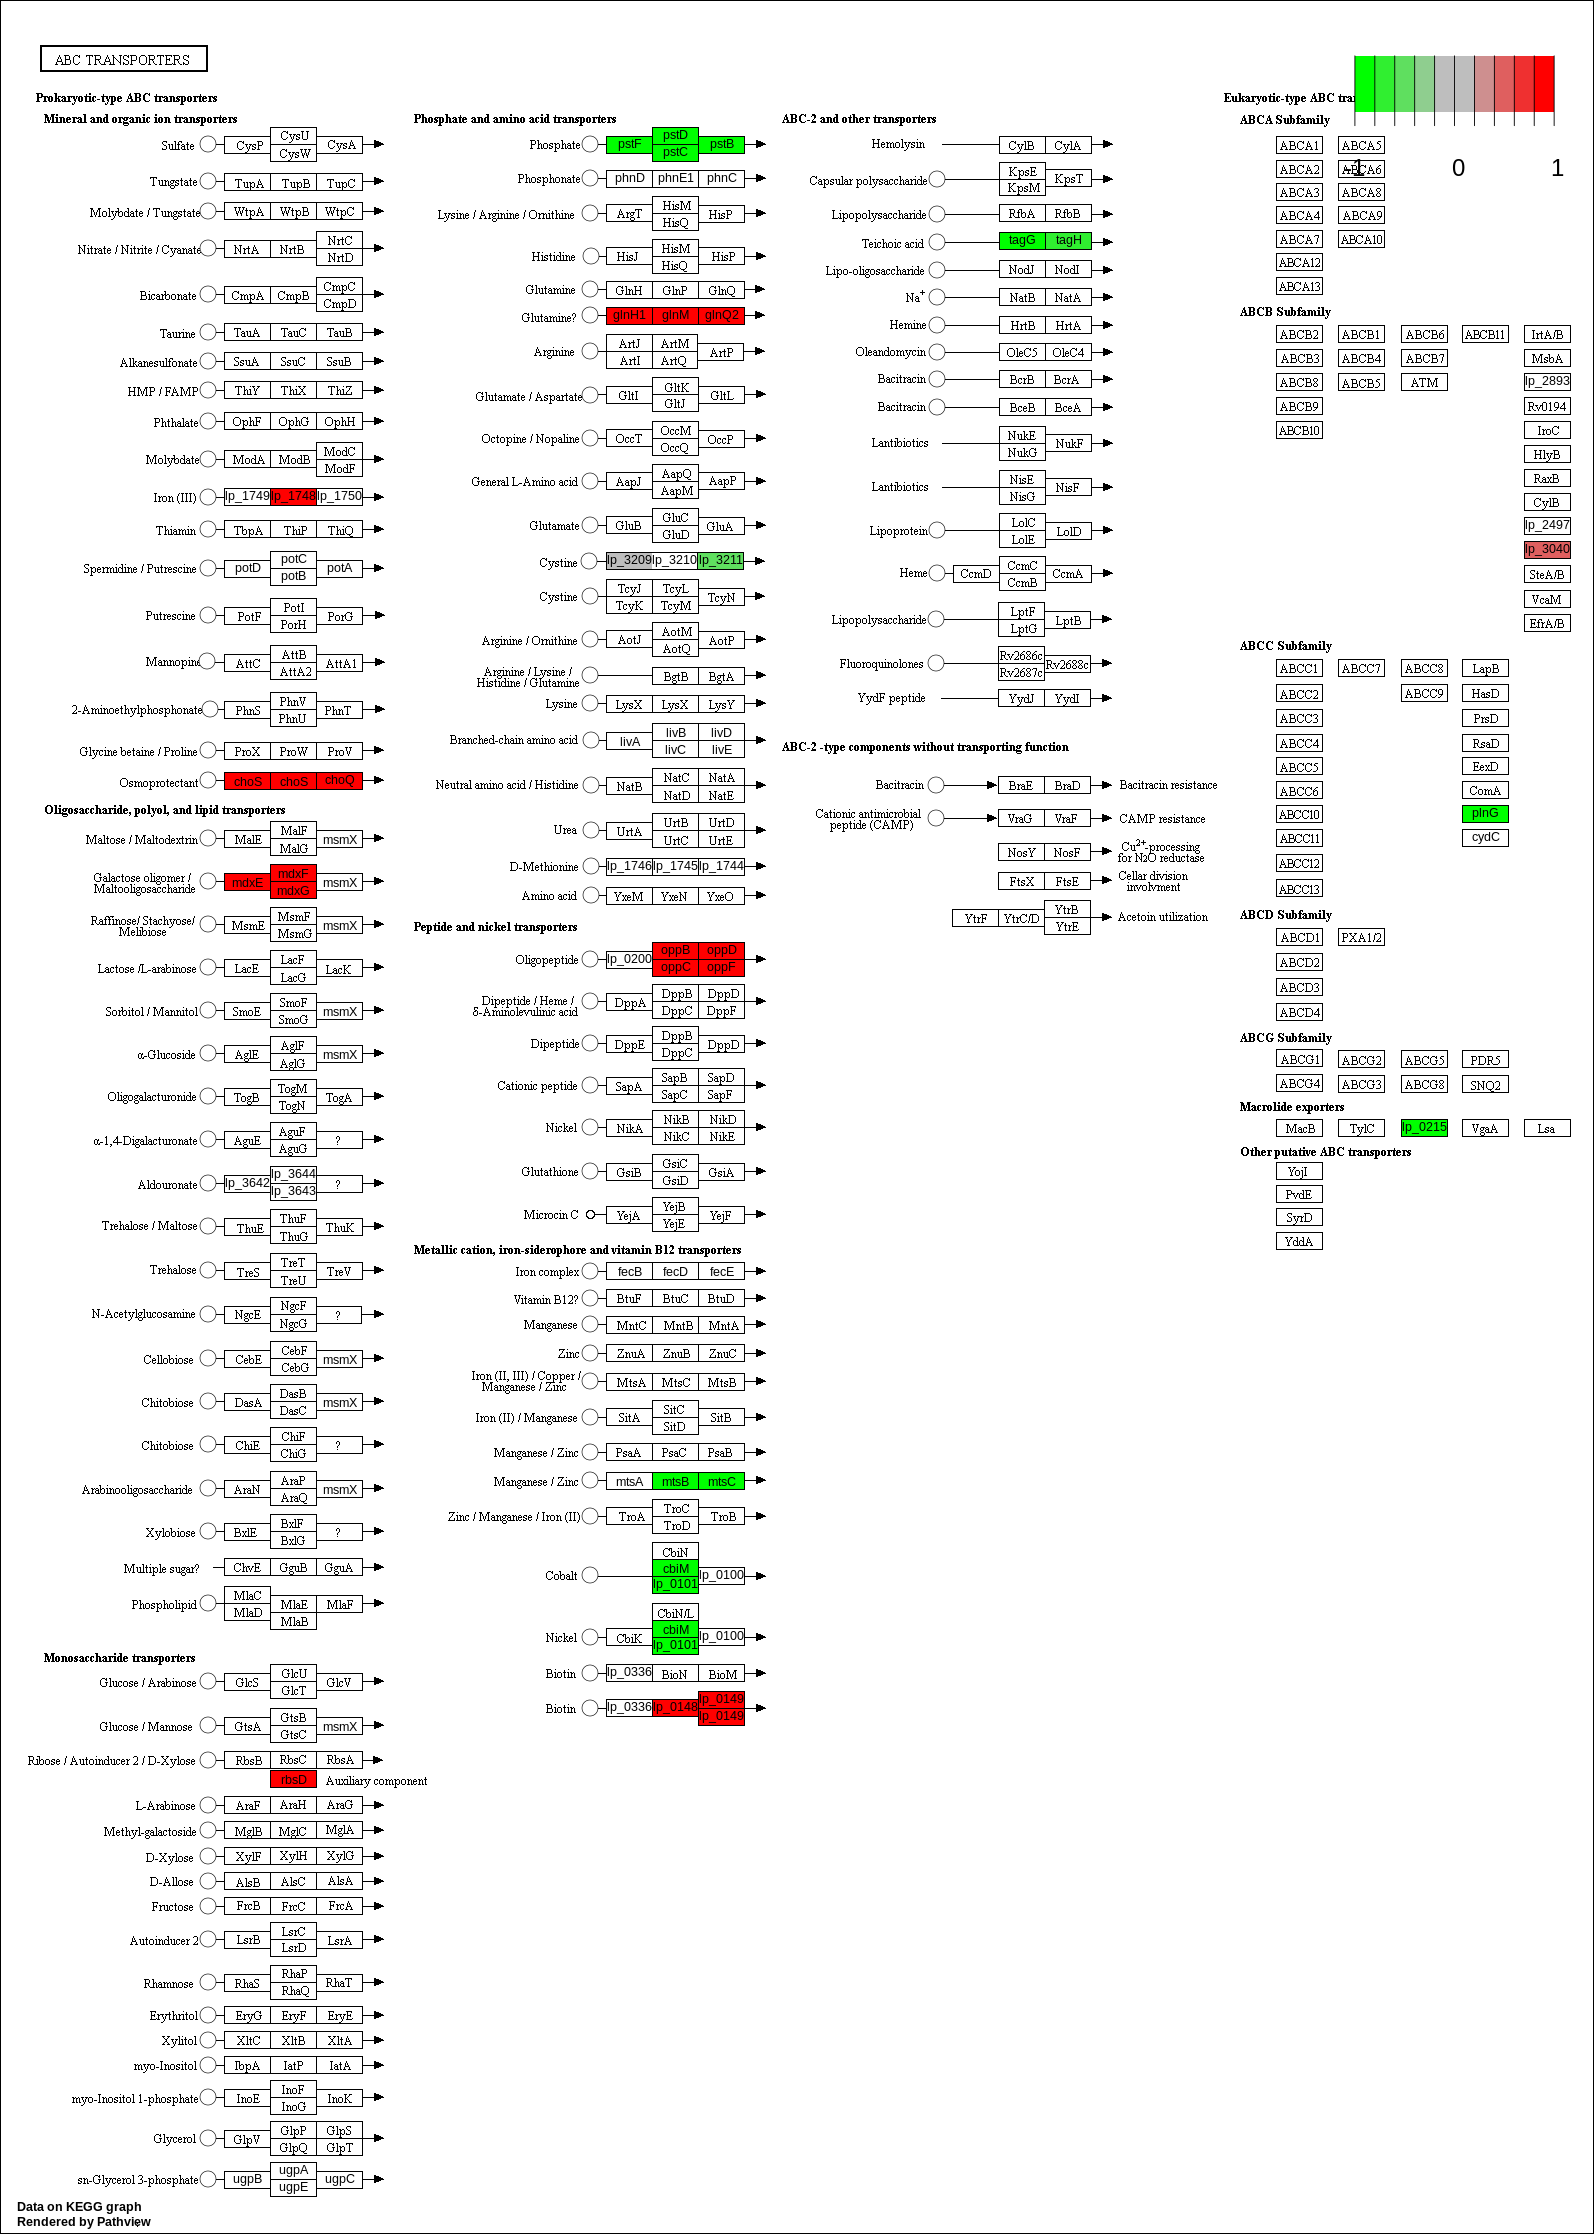 ABC TRANSPORTERS
Prokaryotic-type ABC transporters
Mineral and organic ion transporters
Sulfate CysP CysU CysW CysA
Tungstate TupA TupB TupC
Molybdate / Tungstate WtpA WtpB WtpC
Nitrate / Nitrite / Cyanate NrtA NrtB NrtC NrtD
Bicarbonate CmpA CmpB CmpC CmpD
Taurine TauA TauC TauB
Alkanesulfonate SsuA SsuC SsuB
HMP / FAMP ThiY ThiX ThiZ
Phthalate OphF OphG OphH
Molybdate ModA ModB ModC ModF
Iron (III) lp_1749 lp_1748 lp_1750
Thiamin TbpA ThiP ThiQ
Spermidine / Putrescine potD potC potB potA
Putrescine PotF PotI PorH PorG
Mannopine AttC AttB AttA2 AttA1
2-Aminoethylphosphonate PhnS PhnV PhnU PhnT
Glycine betaine / Proline ProX ProW ProV
Osmoprotectant choS choS choQ
Oligosaccharide, polyol, and lipid transporters
Maltose / Maltodextrin MalE MalF MalG msmX
Galactose oligomer / Maltooligosaccharide mdxE mdxF mdxG msmX
Raffinose/ Stachyose/ Melibiose MsmE MsmF MsmG msmX
Lactose /L-arabinose LacE LacF LacG LacK
Sorbitol / Mannitol SmoE SmoF SmoG msmX
α-Glucoside AglE AglF AglG msmX
Oligogalacturonide TogB TogM TogN TogA
α-1,4-Digalacturonate AguE AguF AguG ?
Aldouronate lp_3642 lp_3644 lp_3643 ?
Trehalose / Maltose ThuE ThuF ThuG ThuK
Trehalose TreS TreT TreU TreV
N-Acetylglucosamine NgcE NgcF NgcG ?
Cellobiose CebE CebF CebG msmX
Chitobiose DasA DasB DasC msmX
Chitobiose ChiE ChiF ChiG ?
Arabinooligosaccharide AraN AraP AraQ msmX
Xylobiose BxlE BxlF BxlG ?
Multiple sugar? ChvE GguB GguA
Phospholipid MlaC MlaD MlaE MlaB MlaF
Monosaccharide transporters
Glucose / Arabinose GlcS GlcU GlcT GlcV
Glucose / Mannose GtsA GtsB GtsC msmX
Ribose / Autoinducer 2 / D-Xylose RbsB RbsC RbsA
rbsD Auxiliary component
L-Arabinose AraF AraH AraG
Methyl-galactoside MglB MglC MglA
D-Xylose XylF XylH XylG
D-Allose AlsB AlsC AlsA
Fructose FrcB FrcC FrcA
Autoinducer 2 LsrB LsrC LsrD LsrA
Rhamnose RhaS RhaP RhaQ RhaT
Erythritol EryG EryF EryE
Xylitol XltC XltB XltA
myo-Inositol IbpA IatP IatA
myo-Inositol 1-phosphate InoE InoF InoG InoK
Glycerol GlpV GlpP GlpQ GlpS GlpT
sn-Glycerol 3-phosphate ugpB ugpA ugpE ugpC
Data on KEGG graph
Rendered by Pathview
Phosphate and amino acid transporters
Phosphate pstF pstD pstC pstB
Phosphonate phnD phnE1 phnC
Lysine / Arginine / Ornithine ArgT HisM HisQ HisP
Histidine HisJ HisM HisQ HisP
Glutamine GlnH GlnP GlnQ
Glutamine? glnH1 glnM glnQ2
Arginine ArtJ ArtI ArtM ArtQ ArtP
Glutamate / Aspartate GltI GltK GltJ GltL
Octopine / Nopaline OccT OccM OccQ OccP
General L-Amino acid AapJ AapQ AapM AapP
Glutamate GluB GluC GluD GluA
Cystine lp_3209 lp_3210 lp_3211
Cystine TcyJ TcyK TcyL TcyM TcyN
Arginine / Ornithine AotJ AotM AotQ AotP
Arginine / Lysine / Histidine / Glutamine BgtB BgtA
Lysine LysX LysX LysY
Branched-chain amino acid livA livB livC livD livE
Neutral amino acid / Histidine NatB NatC NatD NatA NatE
Urea UrtA UrtB UrtC UrtD UrtE
D-Methionine lp_1746 lp_1745 lp_1744
Amino acid YxeM YxeN YxeO
Peptide and nickel transporters
Oligopeptide lp_0200 oppB oppC oppD oppF
Dipeptide / Heme / δ-Aminolevulinic acid DppA DppB DppC DppD DppF
Dipeptide DppE DppB DppC DppD
Cationic peptide SapA SapB SapC SapD SapF
Nickel NikA NikB NikC NikD NikE
Glutathione GsiB GsiC GsiD GsiA
Microcin C YejA YejB YejE YejF
Metallic cation, iron-siderophore and vitamin B12 transporters
Iron complex fecB fecD fecE
Vitamin B12? BtuF BtuC BtuD
Manganese MntC MntB MntA
Zinc ZnuA ZnuB ZnuC
Iron (II, III) / Copper / Manganese / Zinc MtsA MtsC MtsB
Iron (II) / Manganese SitA SitC SitD SitB
Manganese / Zinc PsaA PsaC PsaB
Manganese / Zinc mtsA mtsB mtsC
Zinc / Manganese / Iron (II) TroA TroC TroD TroB
Cobalt CbiN cbiM lp_0101 lp_0100
Nickel CbiK CbiN/L cbiM lp_0101 lp_0100
Biotin lp_0336 BioN BioM
Biotin lp_0336 lp_0148 lp_0149 lp_0149
ABC-2 and other transporters
Hemolysin CylB CylA
Capsular polysaccharide KpsE KpsM KpsT
Lipopolysaccharide RfbA RfbB
Teichoic acid tagG tagH
Lipo-oligosaccharide NodJ NodI
Na+ NatB NatA
Hemine HrtB HrtA
Oleandomycin OleC5 OleC4
Bacitracin BcrB BcrA
Bacitracin BceB BceA
Lantibiotics NukE NukG NukF
Lantibiotics NisE NisG NisF
Lipoprotein LolC LolE LolD
Heme CcmD CcmC CcmB CcmA
Lipopolysaccharide LptF LptG LptB
Fluoroquinolones Rv2686c Rv2687c Rv2688c
YydF peptide YydJ YydI
ABC-2 -type components without transporting function
Bacitracin BraE BraD Bacitracin resistance
Cationic antimicrobial peptide (CAMP) VraG VraF CAMP resistance
NosY NosF Cu2+-processing for N2O reductase
FtsX FtsE Cellar division involvment
YtrF YtrC/D YtrB YtrE Acetoin utilization
-1 0 1
Eukaryotic-type ABC tra
ABCA Subfamily
ABCA1 ABCA5
ABCA2 ABCA6
ABCA3 ABCA8
ABCA4 ABCA9
ABCA7 ABCA10
ABCA12
ABCA13
ABCB Subfamily
ABCB2 ABCB1 ABCB6 ABCB11 IrtA/B
ABCB3 ABCB4 ABCB7 MsbA
ABCB8 ABCB5 ATM lp_2893
ABCB9 Rv0194
ABCB10 IroC
HlyB
RaxB
CylB
lp_2497
lp_3040
SteA/B
VcaM
EfrA/B
ABCC Subfamily
ABCC1 ABCC7 ABCC8 LapB
ABCC2 ABCC9 HasD
ABCC3 PrsD
ABCC4 RsaD
ABCC5 EexD
ABCC6 ComA
ABCC10 plnG
ABCC11 cydC
ABCC12
ABCC13
ABCD Subfamily
ABCD1 PXA1/2
ABCD2
ABCD3
ABCD4
ABCG Subfamily
ABCG1 ABCG2 ABCG5 PDR5
ABCG4 ABCG3 ABCG8 SNQ2
Macrolide exporters
MacB TylC lp_0215 VgaA Lsa
Other putative ABC transporters
YojI
PvdE
SyrD
YddA